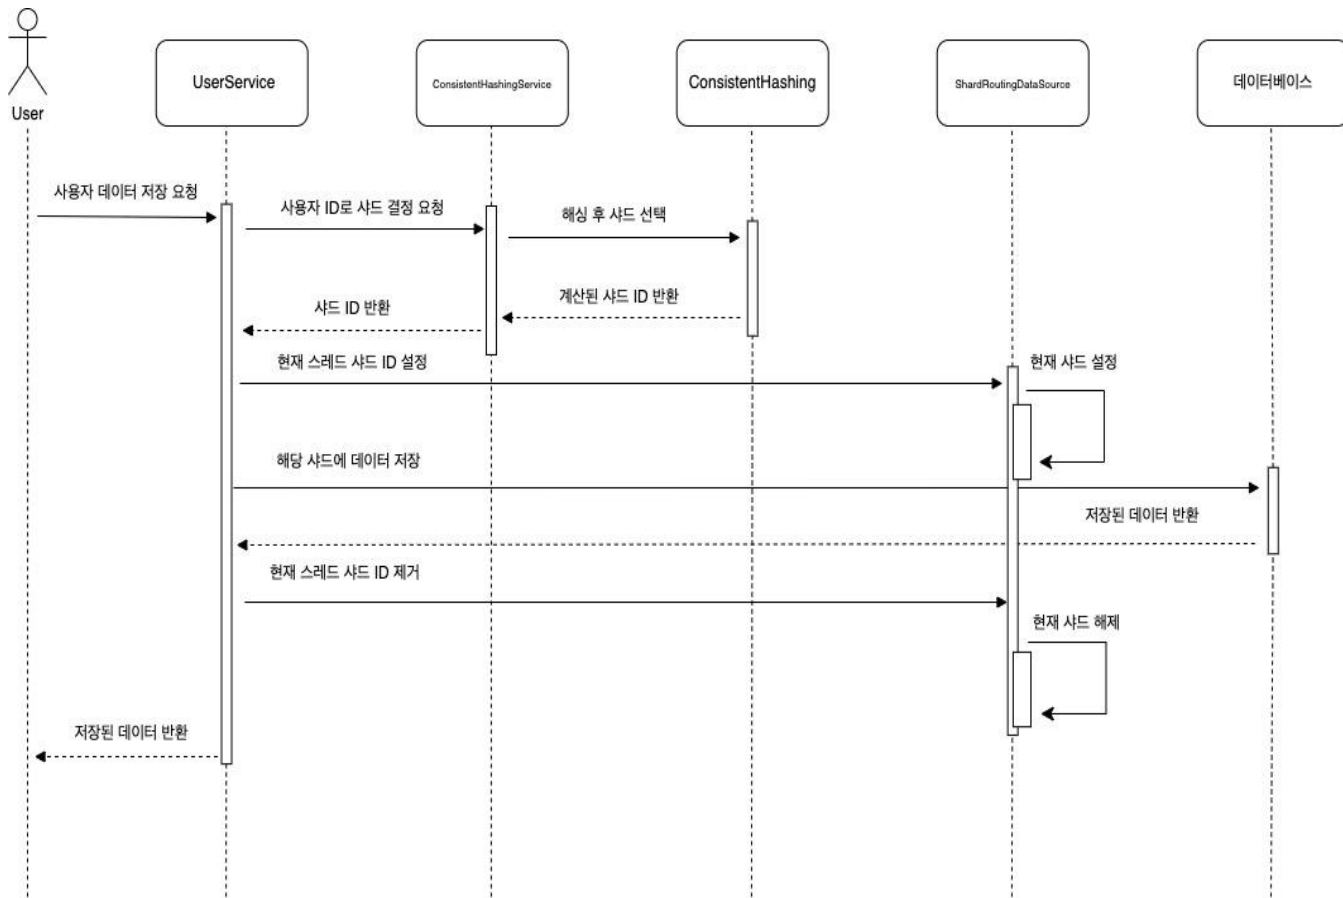 User
UserService
ConsistentHashingService
ConsistentHashing
ShardRoutingDataSource
데이터베이스
사용자 데이터 저장 요청
사용자 ID로 샤드 결정 요청
해싱 후 샤드 선택
계산된 샤드 ID 반환
샤드 ID 반환
현재 스레드 샤드 ID 설정
현재 샤드 설정
해당 샤드에 데이터 저장
저장된 데이터 반환
현재 스레드 샤드 ID 제거
현재 샤드 해제
저장된 데이터 반환